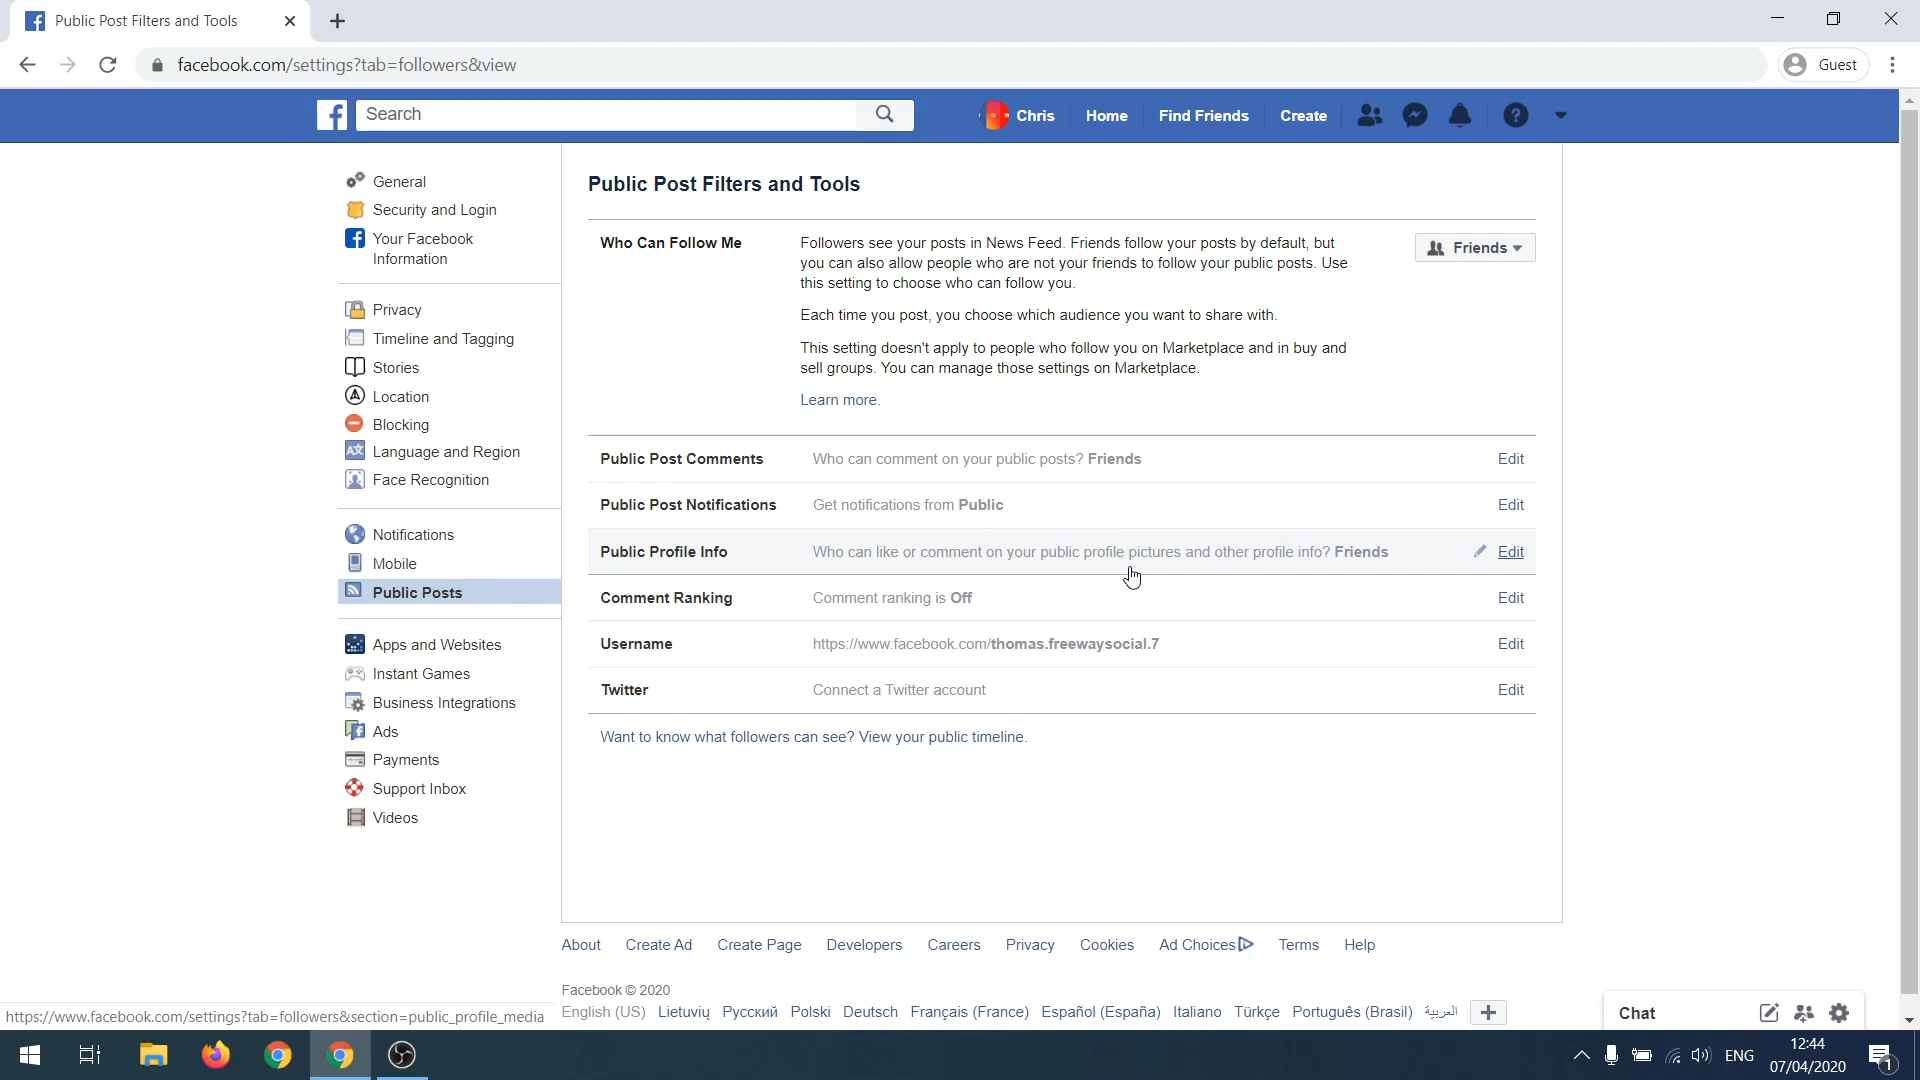 Public Post Filters and Tools
facebook.com/settings?tab=followers&view
Guest
Search
Chris
Home
Find Friends
Create
General
Security and Login
Your Facebook
Information
Privacy
Timeline and Tagging
Stories
Location
Blocking
Language and Region
Face Recognition
Notifications
Mobile
Public Posts
Apps and Websites
Instant Games
Business Integrations
Ads
Payments
Support Inbox
Videos
Public Post Filters and Tools
Who Can Follow Me
Followers see your posts in News Feed. Friends follow your posts by default, but
you can also allow people who are not your friends to follow your public posts. Use
this setting to choose who can follow you.
Each time you post, you choose which audience you want to share with.
This setting doesn't apply to people who follow you on Marketplace and in buy and
sell groups. You can manage those settings on Marketplace.
Learn more.
Friends
Public Post Comments Who can comment on your public posts? Friends Edit
Public Post Notifications Get notifications from Public Edit
Public Profile Info Who can like or comment on your public profile pictures and other profile info? Friends Edit
Comment Ranking Comment ranking is Off Edit
Username https://www.facebook.com/thomas.freewaysocial.7 Edit
Twitter Connect a Twitter account Edit
Want to know what followers can see? View your public timeline.
About Create Ad Create Page Developers Careers Privacy Cookies Ad Choices Terms Help
Facebook © 2020
English (US) Lietuvių Русский Polski Deutsch Français (France) Español (España) Italiano Türkçe Português (Brasil) العربية
Chat
https://www.facebook.com/settings?tab=followers&section=public_profile_media
ENG
12:44
07/04/2020
1